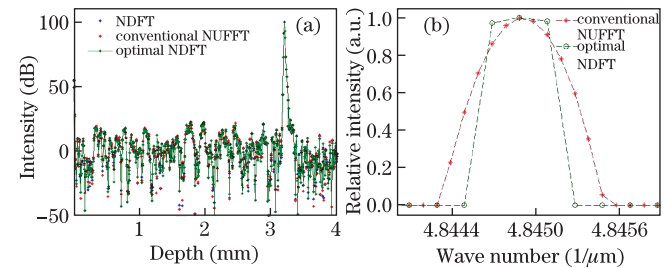 (a)
NDFT
conventional NUFFT
optimal NDFT
100
50
0
−50
Intensity (dB)
1
2
3
4
Depth (mm)
(b)
conventional
NUFFT
optimal
NDFT
1.0
0.8
0.6
0.4
0.2
0.0
Relative intensity (a.u.)
4.8444
4.8450
4.8456
Wave number (1/μm)